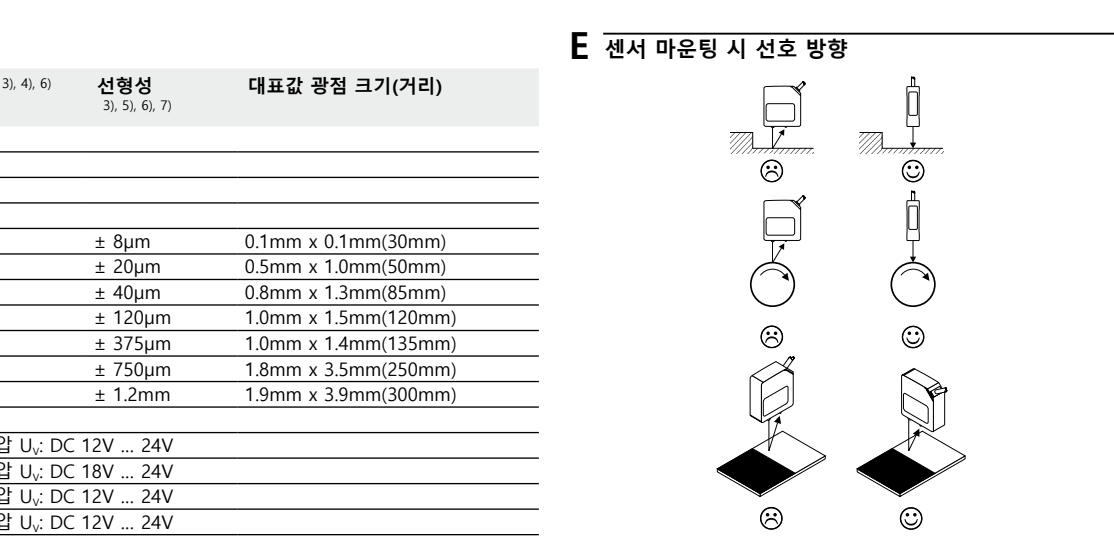 E 센서 마운팅 시 선호 방향
3), 4), 6) 선형성 대표값 광점 크기(거리)
3), 5), 6), 7)
± 8µm 0.1mm x 0.1mm(30mm)
± 20µm 0.5mm x 1.0mm(50mm)
± 40µm 0.8mm x 1.3mm(85mm)
± 120µm 1.0mm x 1.5mm(120mm)
± 375µm 1.0mm x 1.4mm(135mm)
± 750µm 1.8mm x 3.5mm(250mm)
± 1.2mm 1.9mm x 3.9mm(300mm)
압 Uv: DC 12V ... 24V
압 Uv: DC 18V ... 24V
압 Uv: DC 12V ... 24V
압 Uv: DC 12V ... 24V